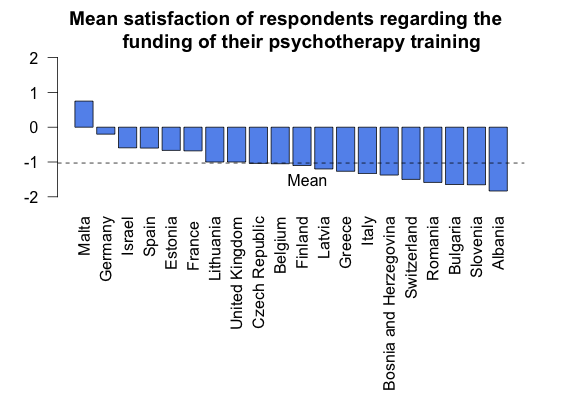 Mean satisfaction of respondents regarding the
funding of their psychotherapy training
2
1
0
-1
-2
Mean
Malta
Germany
Israel
Spain
Estonia
France
Lithuania
United Kingdom
Czech Republic
Belgium
Finland
Latvia
Greece
Italy
Bosnia and Herzegovina
Switzerland
Romania
Bulgaria
Slovenia
Albania